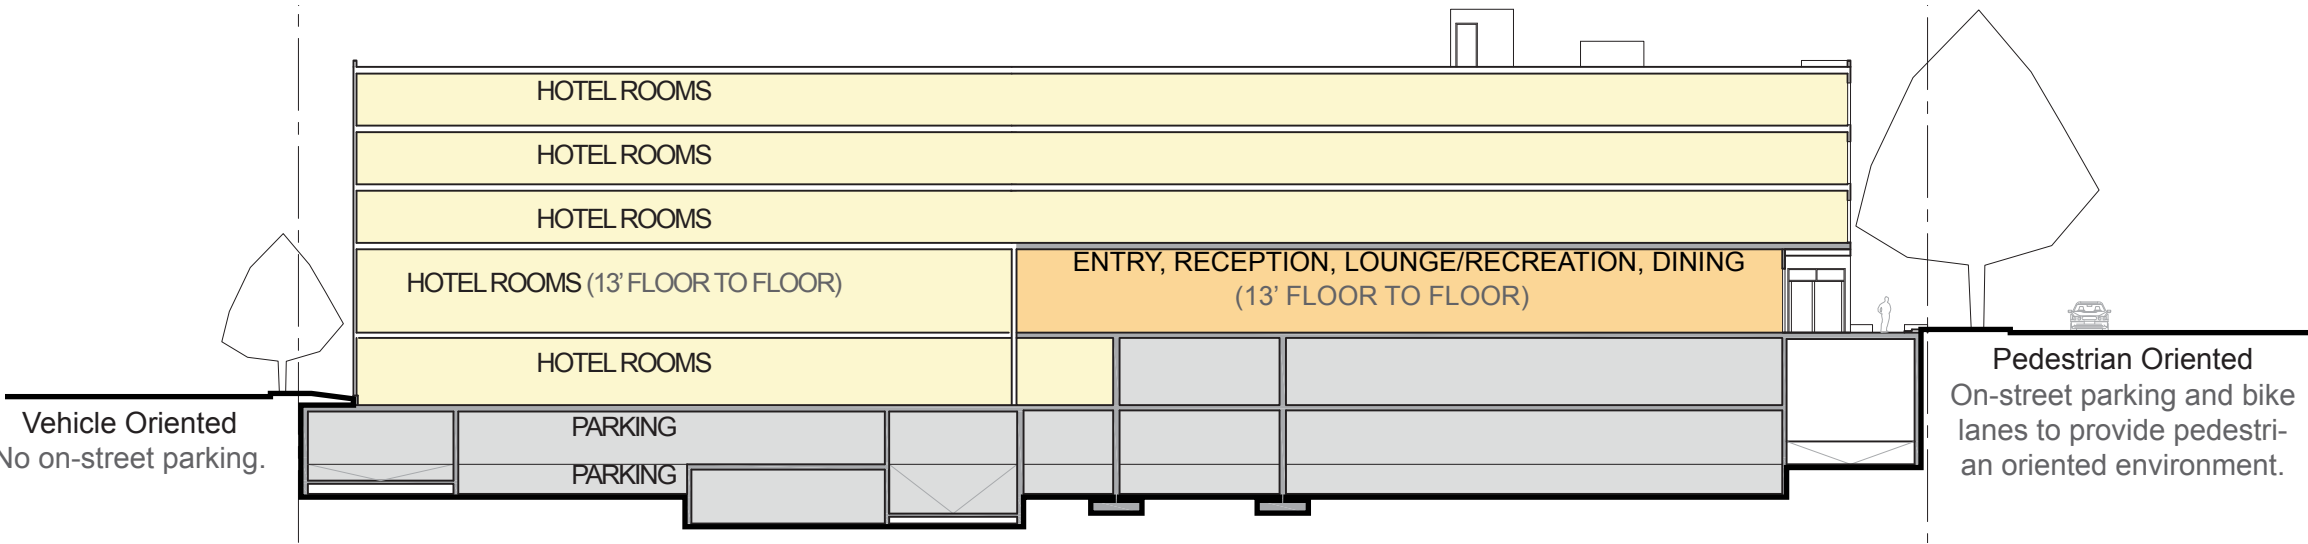 HOTEL ROOMS
HOTEL ROOMS
HOTEL ROOMS
HOTEL ROOMS (13' FLOOR TO FLOOR)
ENTRY, RECEPTION, LOUNGE/RECREATION, DINING
(13' FLOOR TO FLOOR)
HOTEL ROOMS
PARKING
PARKING
Vehicle Oriented
No on-street parking.
Pedestrian Oriented
On-street parking and bike
lanes to provide pedestri-
an oriented environment.